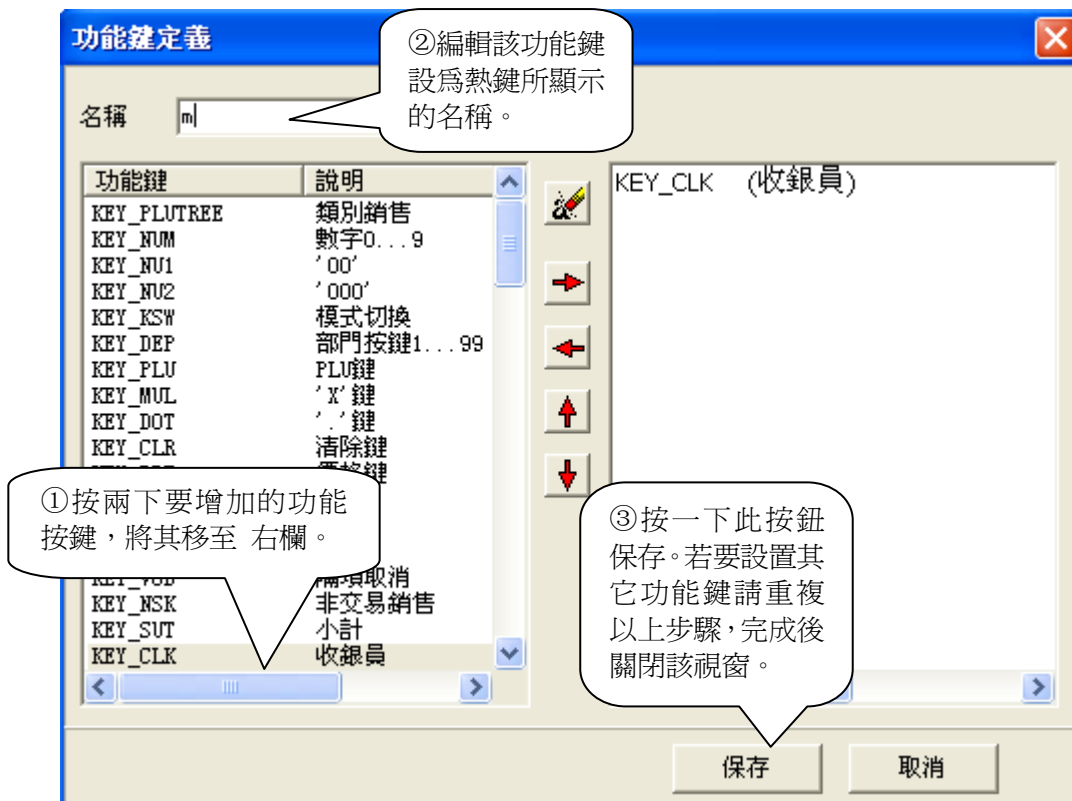 功能鍵定義
②編輯該功能鍵
設爲熱鍵所顯示
的名稱。
名稱 m
功能鍵 說明
KEY_PLUTREE 類別銷售
KEY_NUM 數字0...9
KEY_NU1 '00'
KEY_NU2 '000'
KEY_KSW 模式切換
KEY_DEP 部門按鍵1...99
KEY_PLU PLU鍵
KEY_MUL 'X'鍵
KEY_DOT '.'鍵
KEY_CLR 清除鍵
KEY_CLK (收銀員)
①按兩下要增加的功能
按鍵，將其移至 右欄。
KEY_NSK 非交易銷售
KEY_SUT 小計
KEY_CLK 收銀員
③按一下此按鈕
保存。若要設置其
它功能鍵請重複
以上步驟，完成後
關閉該視窗。
保存 取消